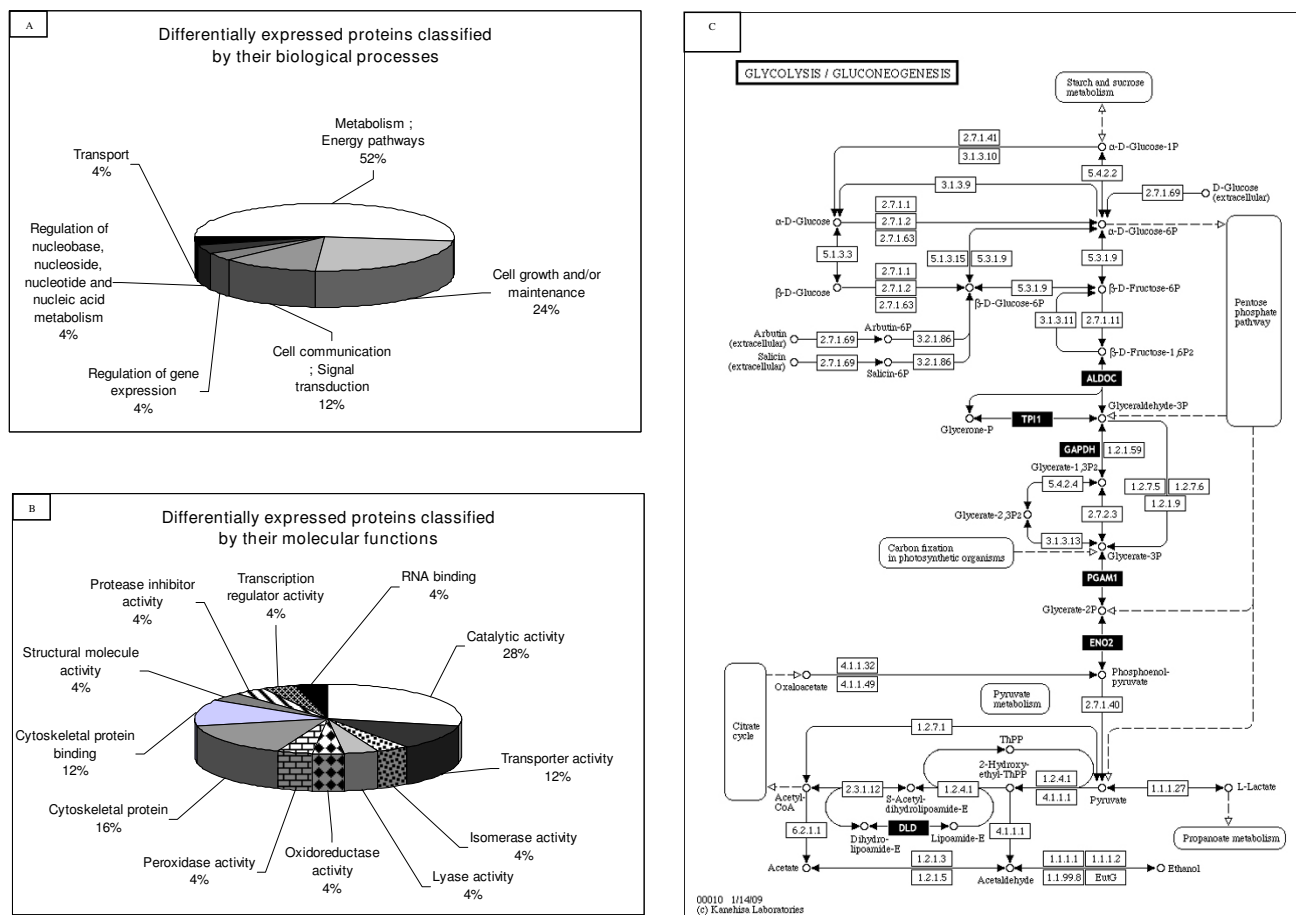 A
Differentially expressed proteins classified
by their biological processes
Metabolism ;
Energy pathways
52%
Transport
4%
Regulation of
nucleobase,
nucleoside,
nucleotide and
nucleic acid
metabolism
4%
Regulation of gene
expression
4%
Cell communication
; Signal
transduction
12%
Cell growth and/or
maintenance
24%
B
Differentially expressed proteins classified
by their molecular functions
RNA binding
4%
Transcription
regulator activity
4%
Protease inhibitor
activity
4%
Structural molecule
activity
4%
Cytoskeletal protein
binding
12%
Cytoskeletal protein
16%
Peroxidase activity
4%
Oxidoreductase
activity
4%
Lyase activity
4%
Isomerase activity
4%
Transporter activity
12%
Catalytic activity
28%
C
GLYCOLYSIS / GLUCONEOGENESIS
Starch and sucrose
metabolism
2.7.1.41
3.1.3.10
α-D-Glucose-1P
5.4.2.2
3.1.3.9
2.7.1.69
D-Glucose
(extracellular)
α-D-Glucose
2.7.1.1
2.7.1.2
2.7.1.63
α-D-Glucose-6P
5.1.3.3
5.1.3.15
5.3.1.9
5.3.1.9
β-D-Glucose
2.7.1.1
2.7.1.2
2.7.1.63
β-D-Glucose-6P
5.3.1.9
β-D-Fructose-6P
Pentose
phosphate
pathway
3.1.3.11
2.7.1.11
Arbutin
(extracellular)
2.7.1.69
Arbutin-6P
3.2.1.86
Salicin
(extracellular)
2.7.1.69
Salicin-6P
3.2.1.86
β-D-Fructose-1,6P2
ALDOC
Glyceraldehyde-3P
Glycerone-P
TPI1
GAPDH
1.2.1.59
Glycerate-1,3P2
5.4.2.4
1.2.7.5
1.2.7.6
1.2.1.9
Glycerate-2,3P2
2.7.2.3
3.1.3.13
Glycerate-3P
Carbon fixation
in photosynthetic organisms
PGAM1
Glycerate-2P
ENO2
4.1.1.32
4.1.1.49
Oxaloacetate
Phosphoenol-
pyruvate
Pyruvate
metabolism
2.7.1.40
Citrate
cycle
1.2.7.1
ThPP
2-Hydroxy-
ethyl-ThPP
1.2.4.1
4.1.1.1
Acetyl-
CoA
2.3.1.12
S-Acetyl-
dihydrolipoamide-E
1.2.4.1
Pyruvate
1.1.1.27
L-Lactate
DLD
Dihydro-
lipoamide-E
Lipoamide-E
6.2.1.1
4.1.1.1
Propanoate metabolism
Acetate
1.2.1.3
1.2.1.5
Acetaldehyde
1.1.1.1
1.1.1.2
1.1.99.8
EutG
Ethanol
00010 1/14/09
(c) Kanehisa Laboratories